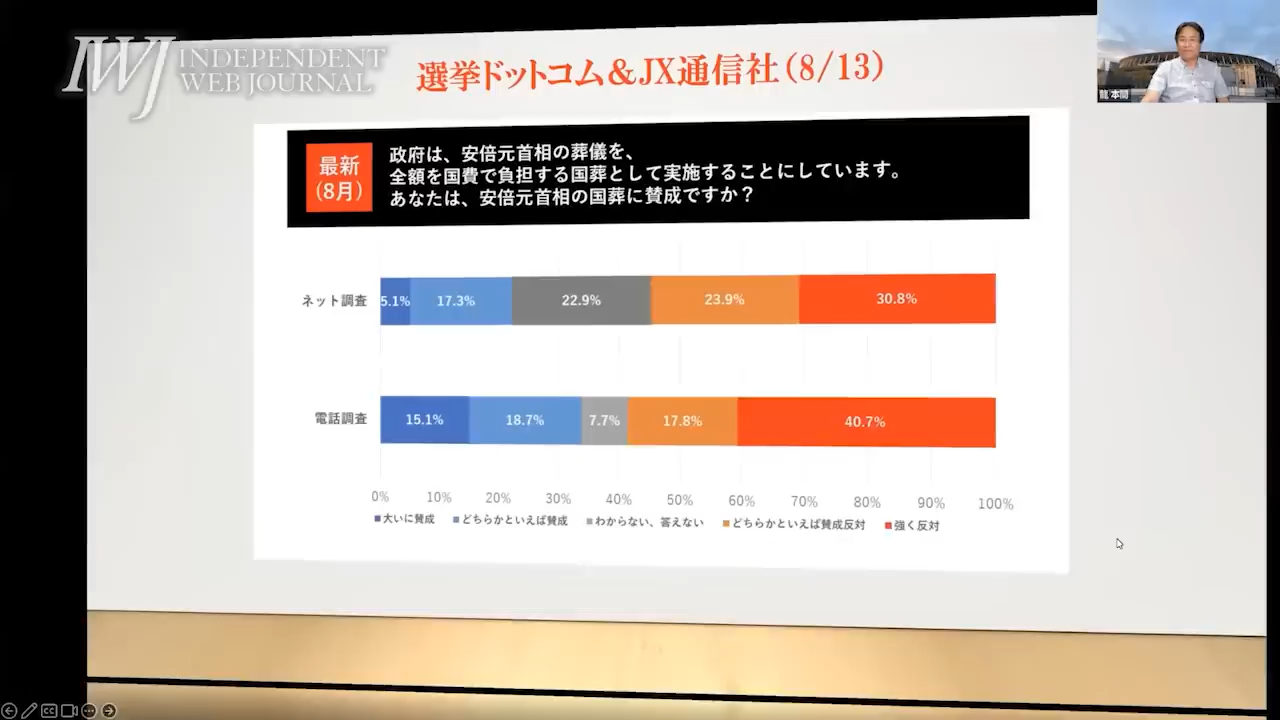 IWJ INDEPENDENT
WEB JOURNAL
選挙ドットコム＆JX通信社（8/13）
龍 本間
最新
(8月)
政府は、安倍元首相の葬儀を、
全額を国費で負担する国葬として実施することにしています。
あなたは、安倍元首相の国葬に賛成ですか？
ネット調査 5.1% 17.3% 22.9% 23.9% 30.8%
電話調査 15.1% 18.7% 7.7% 17.8% 40.7%
0% 10% 20% 30% 40% 50% 60% 70% 80% 90% 100%
大いに賛成 どちらかといえば賛成 わからない、答えない どちらかといえば賛成反対 強く反対